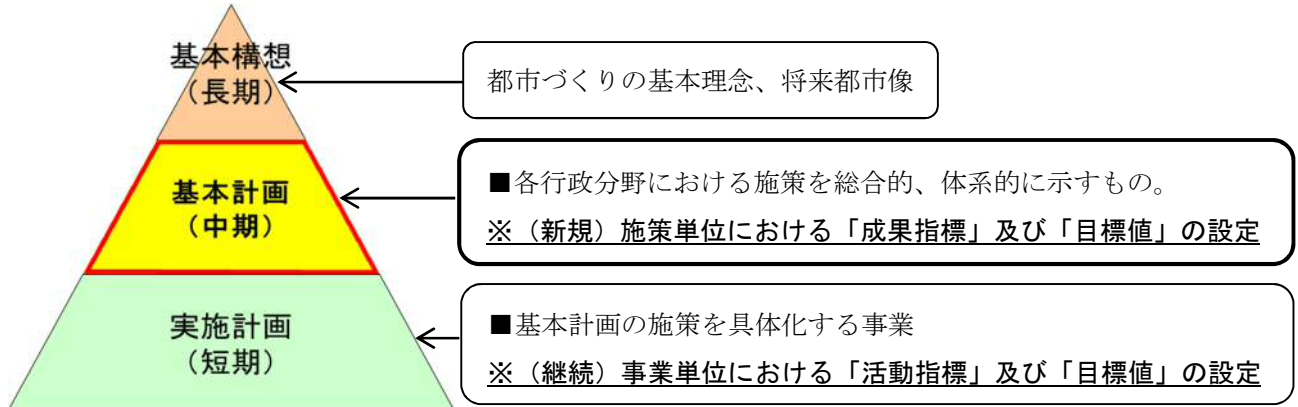 基本構想
（長期）
都市づくりの基本理念、将来都市像
基本計画
（中期）
■各行政分野における施策を総合的、体系的に示すもの。
※（新規）施策単位における「成果指標」及び「目標値」の設定
実施計画
（短期）
■基本計画の施策を具体化する事業
※（継続）事業単位における「活動指標」及び「目標値」の設定